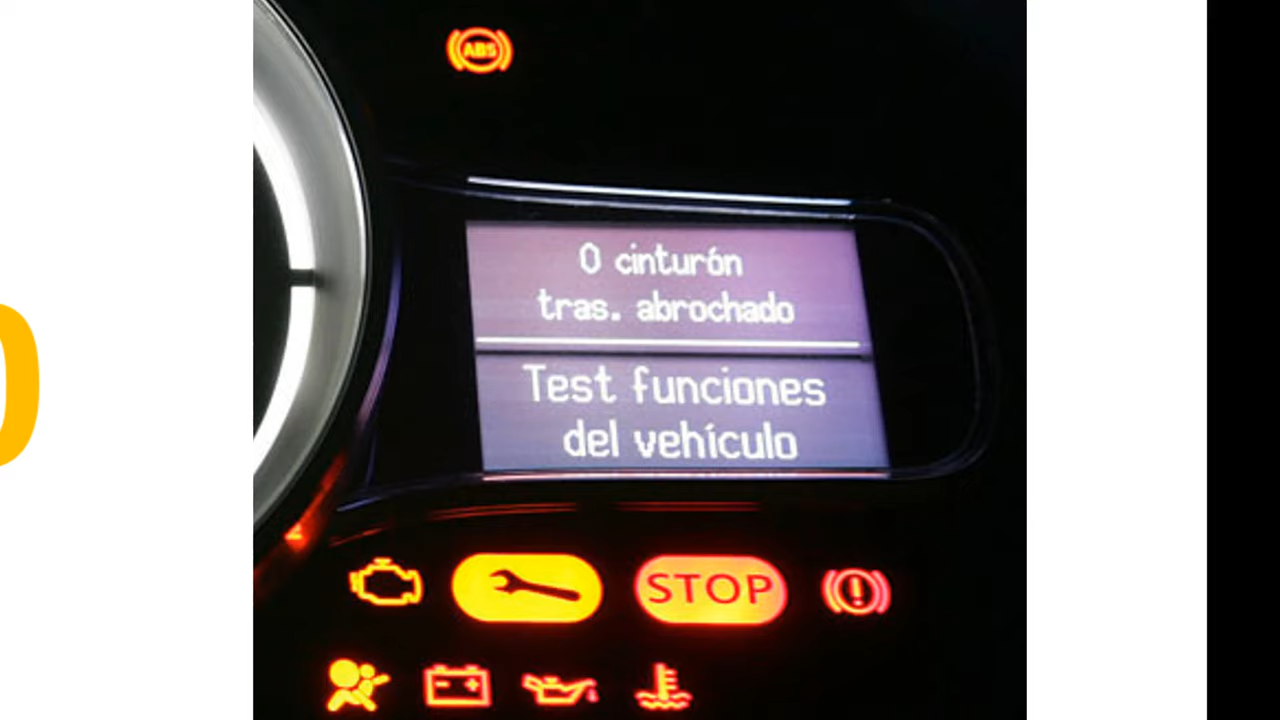 ABS
0 cinturón
tras. abrochado
Test funciones
del vehículo
STOP